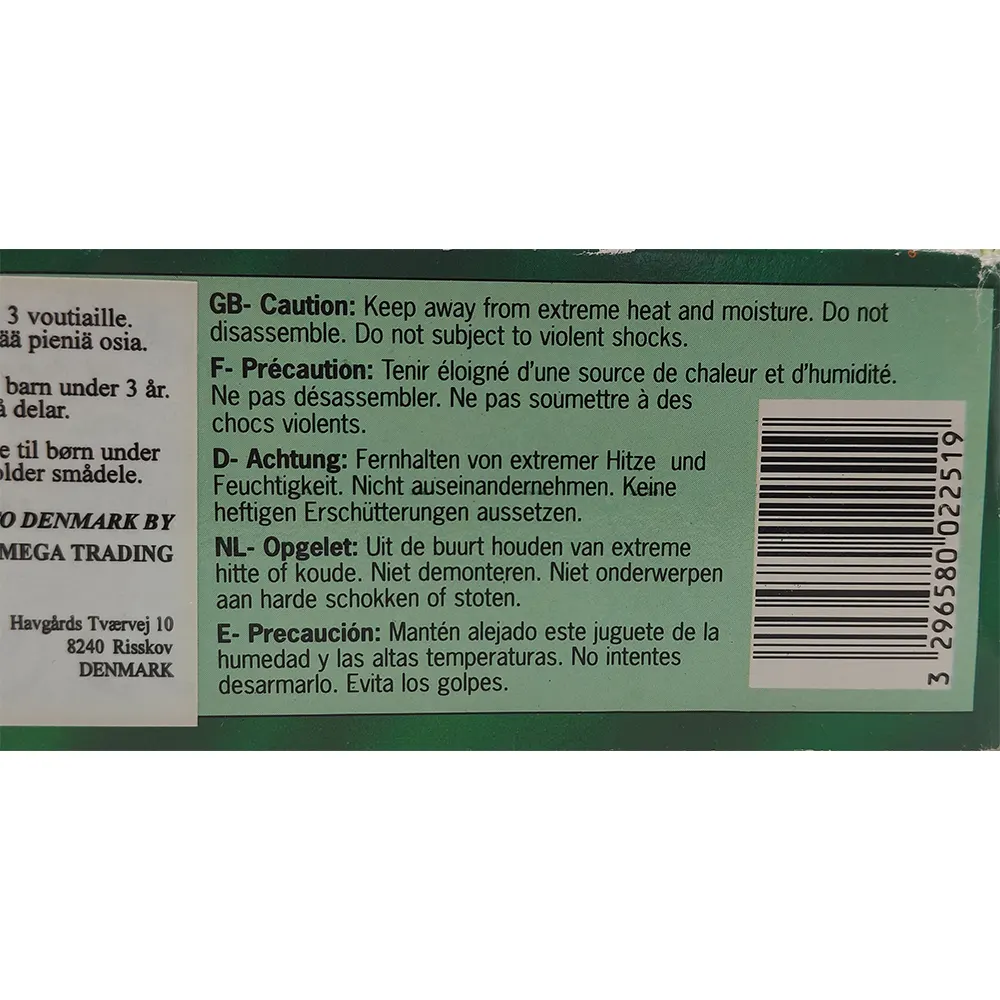 3 voutiaille.
pieniä osia.
barn under 3 år.
delar.
til børn under
smådele.
DENMARK BY
MEGA TRADING
Havgårds Tværvej 10
8240 Risskov
DENMARK
GB- Caution: Keep away from extreme heat and moisture. Do not
disassemble. Do not subject to violent shocks.
F- Précaution: Tenir éloigné d'une source de chaleur et d'humidité.
Ne pas désassembler. Ne pas soumettre à des
chocs violents.
D- Achtung: Fernhalten von extremer Hitze und
Feuchtigkeit. Nicht auseinandernehmen. Keine
heftigen Erschütterungen aussetzen.
NL- Opgelet: Uit de buurt houden van extreme
hitte of koude. Niet demonteren. Niet onderwerpen
aan harde schokken of stoten.
E- Precaución: Mantén alejado este juguete de la
humedad y las altas temperaturas. No intentes
desarmarlo. Evita los golpes.
3 296580 022519